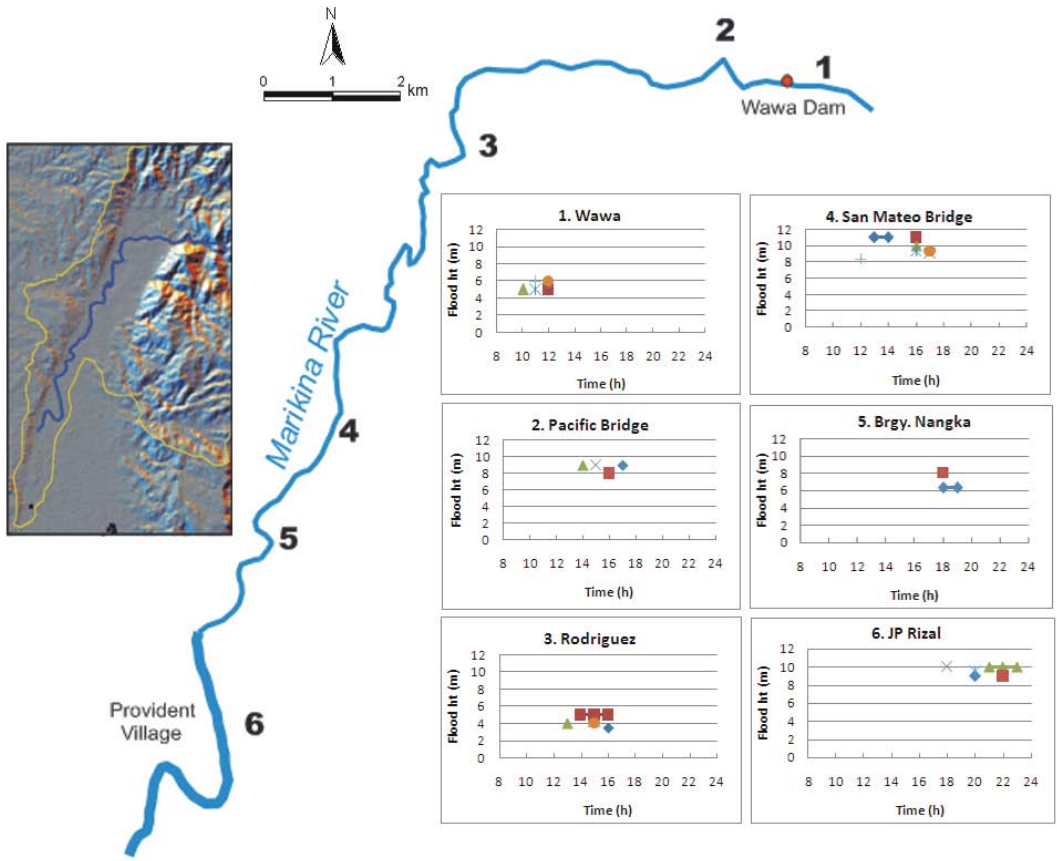 N
0 1 2
km
2
1
Wawa Dam
3
Marikina River
4
5
Provident
Village
6
1. Wawa
Flood ht (m)
12
10
8
6
4
2
0
8 10 12 14 16 18 20 22 24
Time (h)
4. San Mateo Bridge
Flood ht (m)
12
10
8
6
4
2
0
8 10 12 14 16 18 20 22 24
Time (h)
2. Pacific Bridge
Flood ht (m)
12
10
8
6
4
2
0
8 10 12 14 16 18 20 22 24
Time (h)
5. Brgy. Nangka
Flood ht (m)
12
10
8
6
4
2
0
8 10 12 14 16 18 20 22 24
Time (h)
3. Rodriguez
Flood ht (m)
12
10
8
6
4
2
0
8 10 12 14 16 18 20 22 24
Time (h)
6. JP Rizal
Flood ht (m)
12
10
8
6
4
2
0
8 10 12 14 16 18 20 22 24
Time (h)